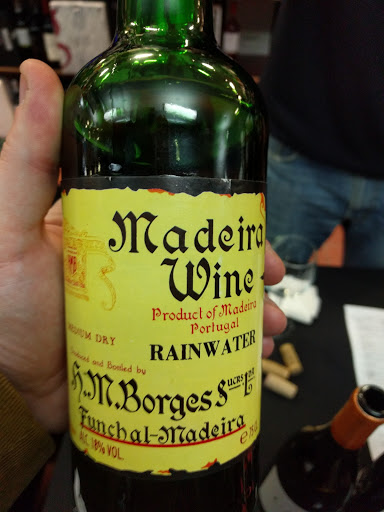 Madeira
Wine
Product of Madeira
Portugal
MEDIUM DRY
RAINWATER
Produced and Bottled by
H.M.Borges Sucrs Lda
Funchal-Madeira
ALC. 18% VOL.